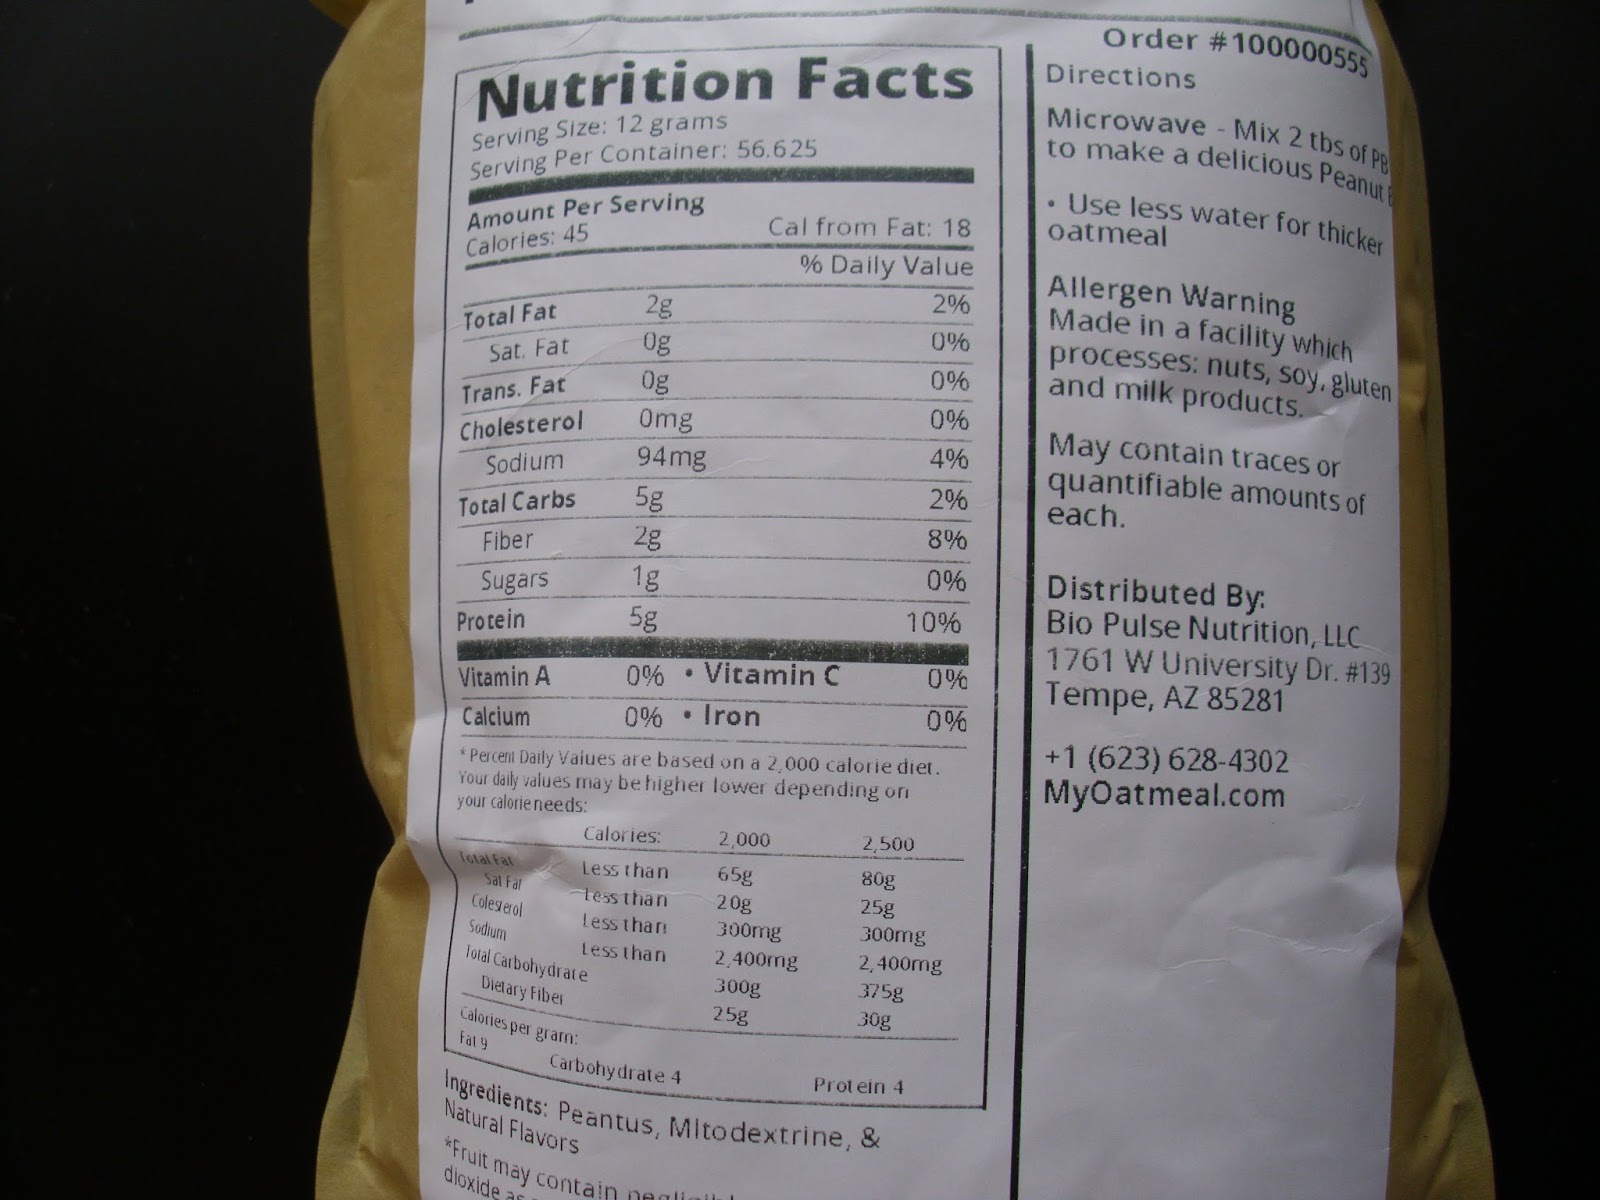 Nutrition Facts
Serving Size: 12 grams
Serving Per Container: 56.625
Amount Per Serving
Calories: 45 Cal from Fat: 18
% Daily Value
Total Fat 2g 2%
Sat. Fat 0g 0%
Trans. Fat 0g 0%
Cholesterol 0mg 0%
Sodium 94mg 4%
Total Carbs 5g 2%
Fiber 2g 8%
Sugars 1g 0%
Protein 5g 10%
Vitamin A 0% • Vitamin C 0%
Calcium 0% • Iron 0%
* Percent Daily Values are based on a 2,000 calorie diet.
Your daily values may be higher lower depending on
your calorie needs:
Calories: 2,000 2,500
Total Fat Less than 65g 80g
Sat Fat Less than 20g 25g
Colesterol Less than 300mg 300mg
Sodium Less than 2,400mg 2,400mg
Total Carbohydrate 300g 375g
Dietary Fiber 25g 30g
Calories per gram:
Fat 9 Carbohydrate 4 Protein 4
Ingredients: Peantus, Mltodextrine, &
Natural Flavors
*Fruit may contain
dioxide as
Order #100000555
Directions
Microwave - Mix 2 tbs of PB
to make a delicious Peanut
• Use less water for thicker
oatmeal
Allergen Warning
Made in a facility which
processes: nuts, soy, gluten
and milk products.
May contain traces or
quantifiable amounts of
each.
Distributed By:
Bio Pulse Nutrition, LLC
1761 W University Dr. #139
Tempe, AZ 85281
+1 (623) 628-4302
MyOatmeal.com